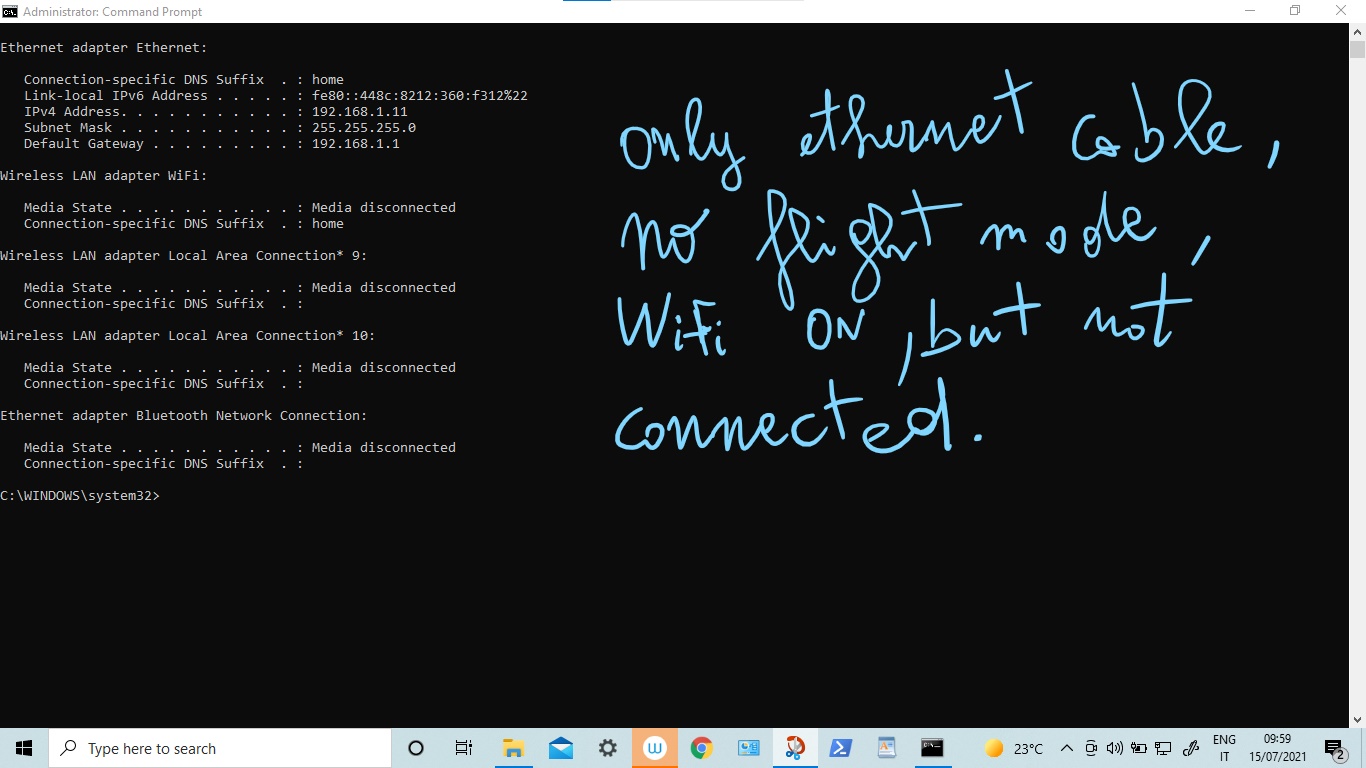 Administrator: Command Prompt
Ethernet adapter Ethernet:
Connection-specific DNS Suffix  . : home
Link-local IPv6 Address . . . . . : fe80::448c:8212:360:f312%22
IPv4 Address. . . . . . . . . . . : 192.168.1.11
Subnet Mask . . . . . . . . . . . : 255.255.255.0
Default Gateway . . . . . . . . . : 192.168.1.1
Wireless LAN adapter WiFi:
Media State . . . . . . . . . . . : Media disconnected
Connection-specific DNS Suffix  . : home
Wireless LAN adapter Local Area Connection* 9:
Media State . . . . . . . . . . . : Media disconnected
Connection-specific DNS Suffix  . :
Wireless LAN adapter Local Area Connection* 10:
Media State . . . . . . . . . . . : Media disconnected
Connection-specific DNS Suffix  . :
Ethernet adapter Bluetooth Network Connection:
Media State . . . . . . . . . . . : Media disconnected
Connection-specific DNS Suffix  . :
C:\WINDOWS\system32>
only ethernet cable,
no flight mode,
Wifi ON, but not
connected.
Type here to search
23°C
ENG
IT
09:59
15/07/2021
2